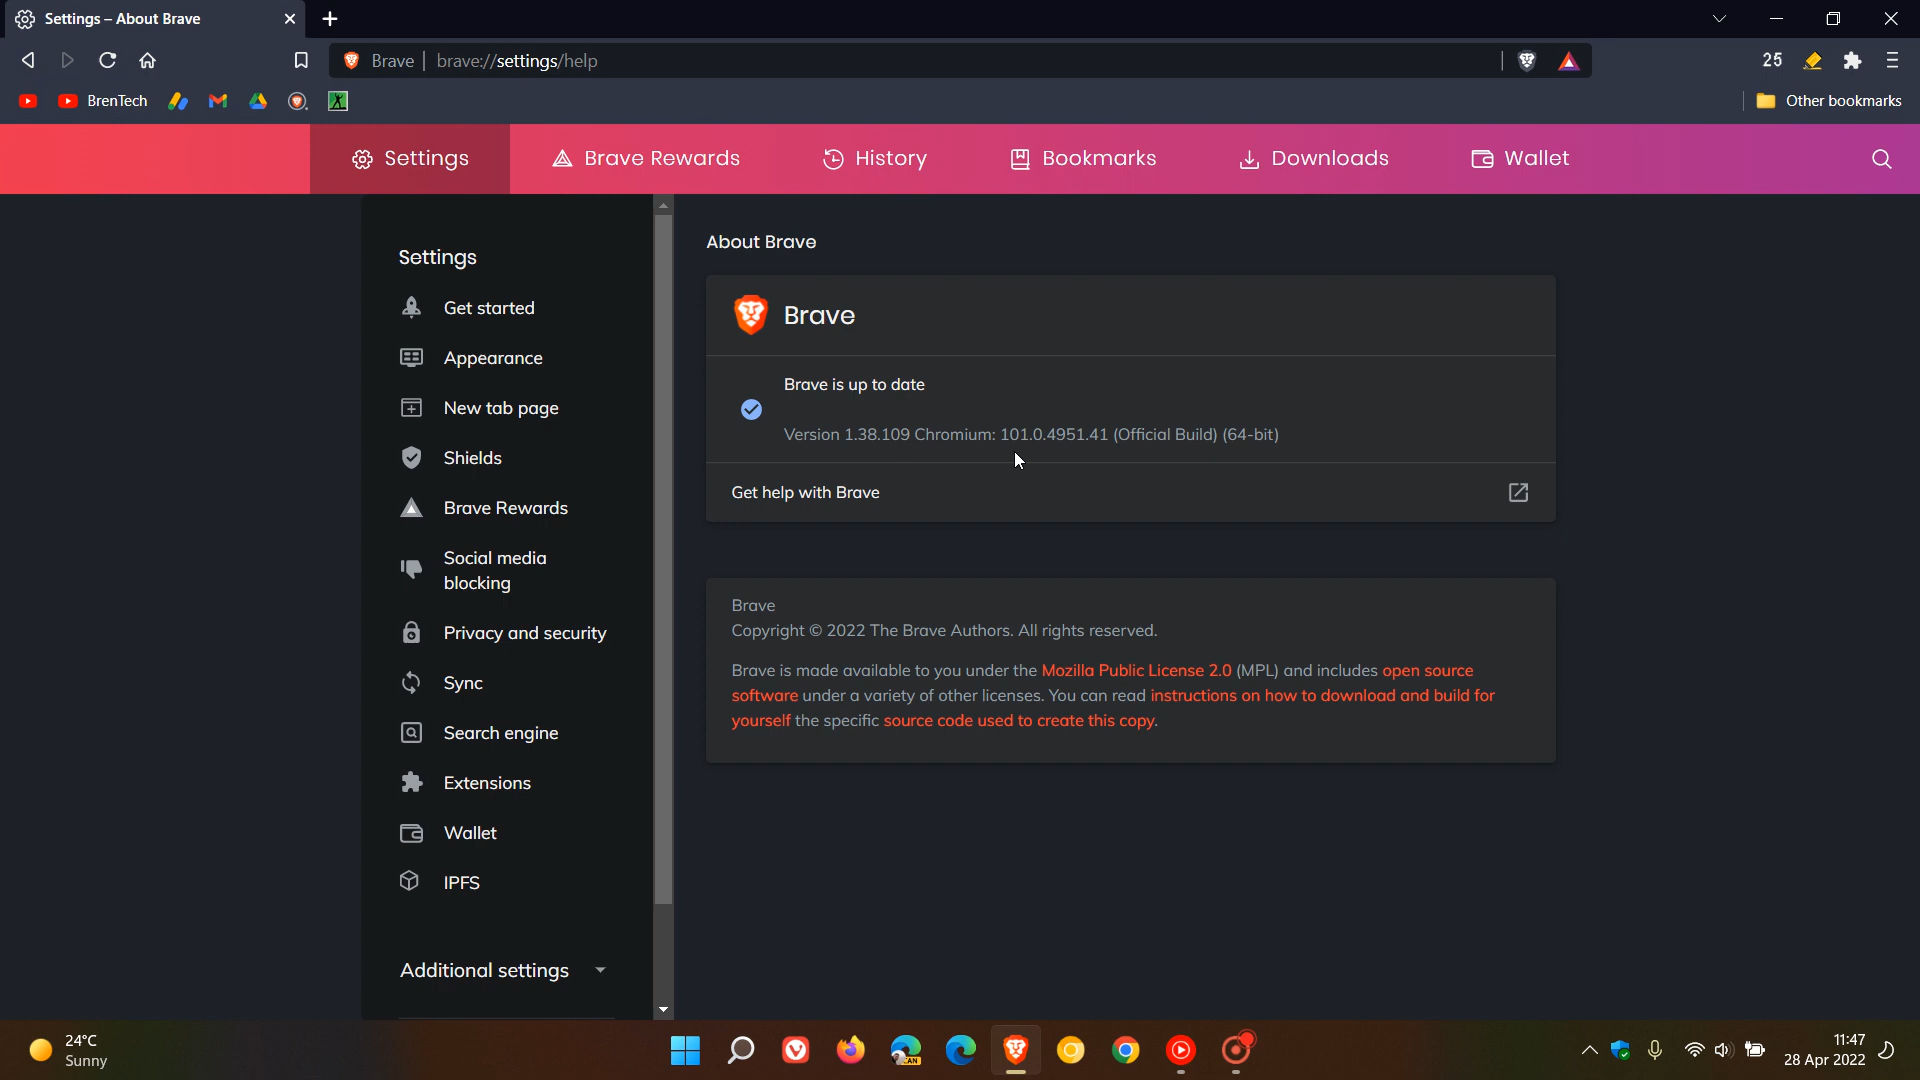 Settings – About Brave
Brave | brave://settings/help
25
BrenTech
Other bookmarks
Settings
Brave Rewards
History
Bookmarks
Downloads
Wallet
Settings
Get started
Appearance
New tab page
Shields
Brave Rewards
Social media
blocking
Privacy and security
Sync
Search engine
Extensions
Wallet
IPFS
Additional settings
About Brave
Brave
Brave is up to date
Version 1.38.109 Chromium: 101.0.4951.41 (Official Build) (64-bit)
Get help with Brave
Brave
Copyright © 2022 The Brave Authors. All rights reserved.
Brave is made available to you under the Mozilla Public License 2.0 (MPL) and includes open source
software under a variety of other licenses. You can read instructions on how to download and build for
yourself the specific source code used to create this copy.
24°C
Sunny
CAN
11:47
28 Apr 2022